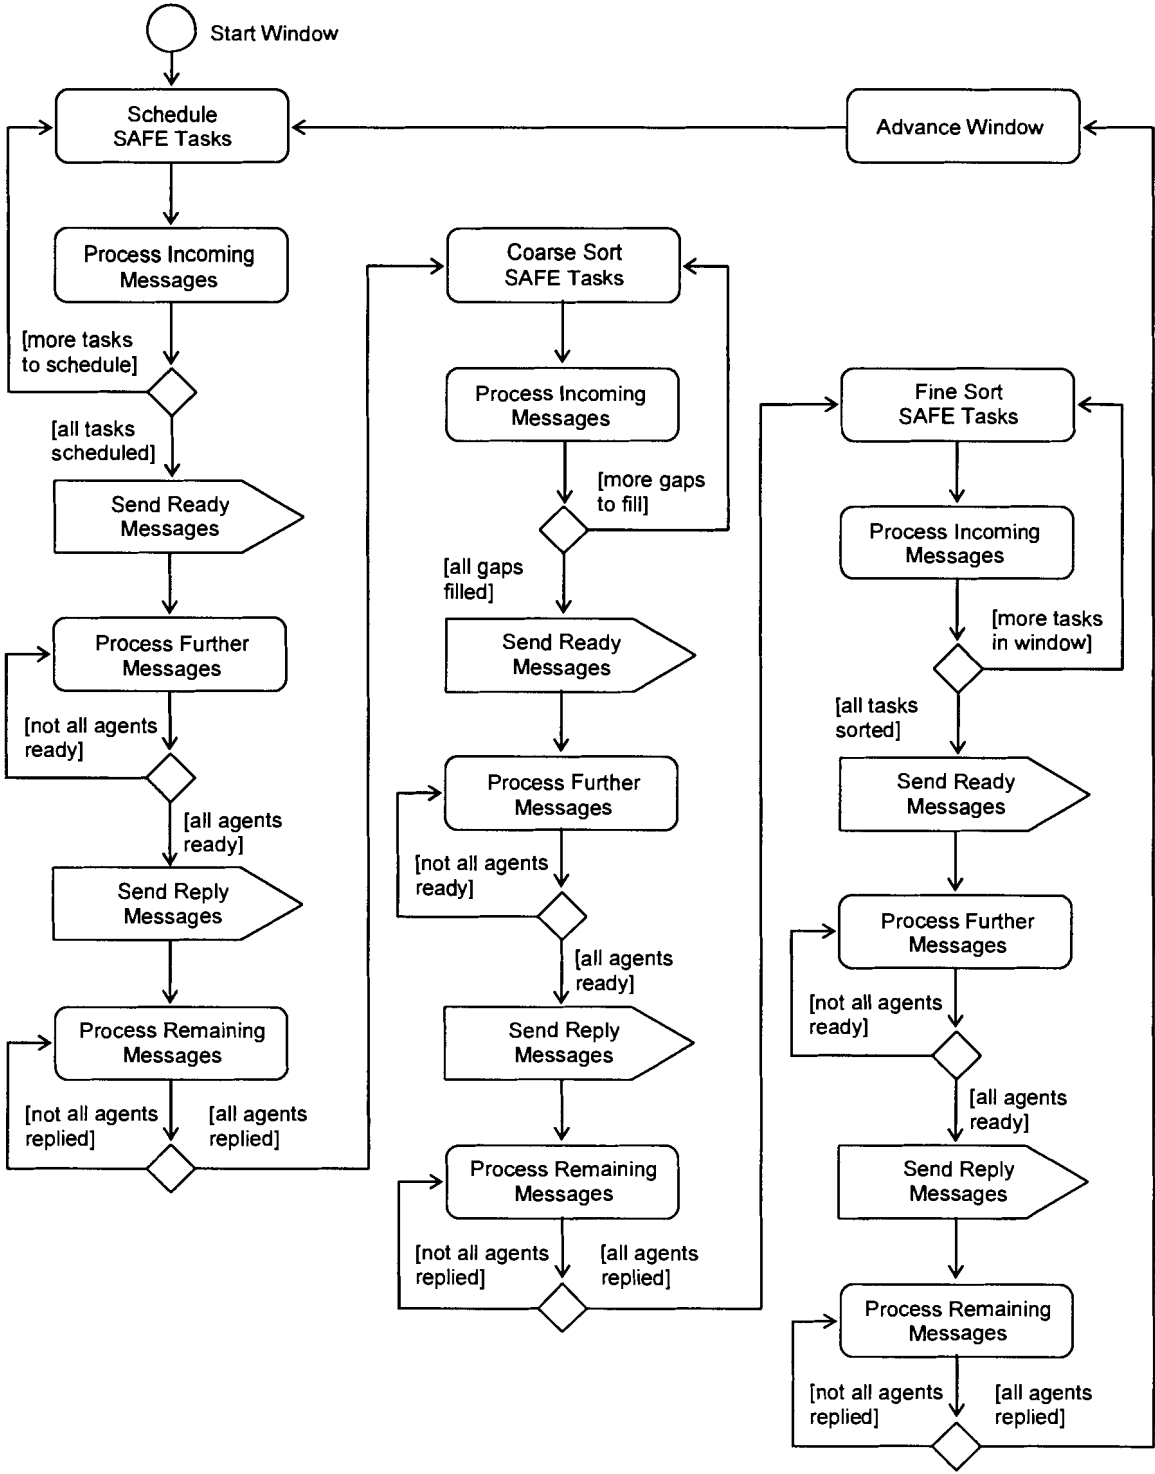 Start Window
Schedule
SAFE Tasks
Process Incoming
Messages
[more tasks
to schedule]
[all tasks
scheduled]
Send Ready
Messages
Process Further
Messages
[not all agents
ready]
[all agents
ready]
Send Reply
Messages
Process Remaining
Messages
[not all agents
replied]
[all agents
replied]
Coarse Sort
SAFE Tasks
Process Incoming
Messages
[more gaps
to fill]
[all gaps
filled]
Send Ready
Messages
Process Further
Messages
[not all agents
ready]
[all agents
ready]
Send Reply
Messages
Process Remaining
Messages
[not all agents
replied]
[all agents
replied]
Advance Window
Fine Sort
SAFE Tasks
Process Incoming
Messages
[more tasks
in window]
[all tasks
sorted]
Send Ready
Messages
Process Further
Messages
[not all agents
ready]
[all agents
ready]
Send Reply
Messages
Process Remaining
Messages
[not all agents
replied]
[all agents
replied]